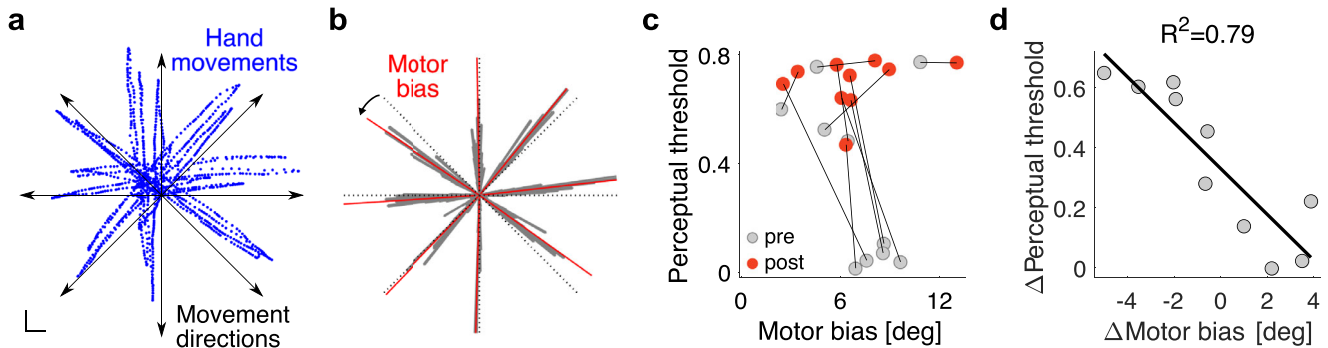 a
Hand
movements
Movement
directions
b
Motor
bias
c
Perceptual threshold
0.8
0.4
0
pre
post
0
6
12
Motor bias [deg]
d
R²=0.79
ΔPerceptual threshold
0.6
0.4
0.2
0
-4
-2
0
2
4
ΔMotor bias [deg]